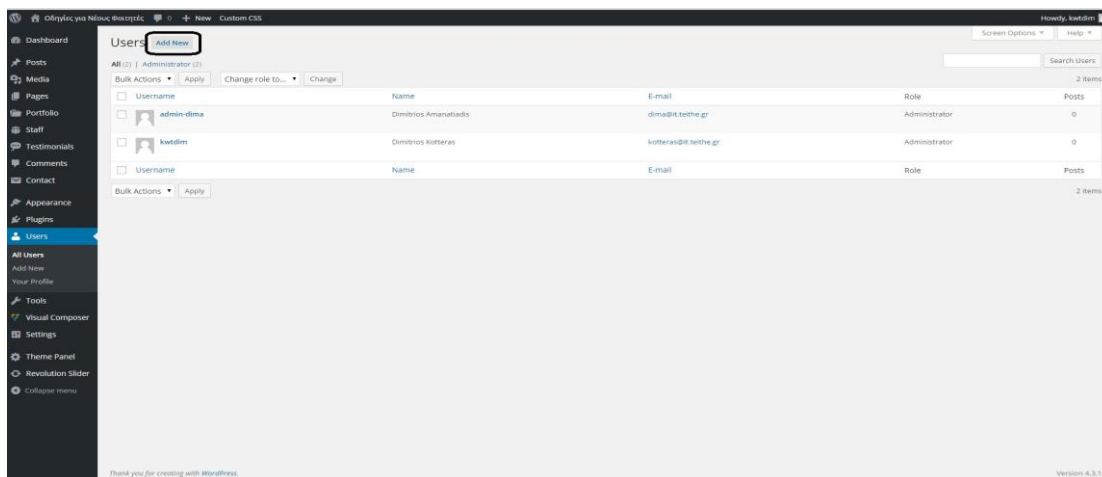 Οδηγίες για Νέους Φοιτητές 0 + New Custom CSS Howdy, kwtdim
Dashboard
Posts
Media
Pages
Portfolio
Staff
Testimonials
Comments
Contact
Appearance
Plugins
Users
All Users
Add New
Your Profile
Tools
Visual Composer
Settings
Theme Panel
Revolution Slider
Collapse menu
Screen Options Help
Users Add New
All (2) | Administrator (2)
Search Users
Bulk Actions Apply Change role to... Change 2 items
Username Name E-mail Role Posts
admin-dima Dimitrios Amanatiadis dima@it.teithe.gr Administrator 0
kwtdim Dimitrios Kotteras kotteras@it.teithe.gr Administrator 0
Username Name E-mail Role Posts
Bulk Actions Apply 2 items
Thank you for creating with WordPress. Version 4.3.1